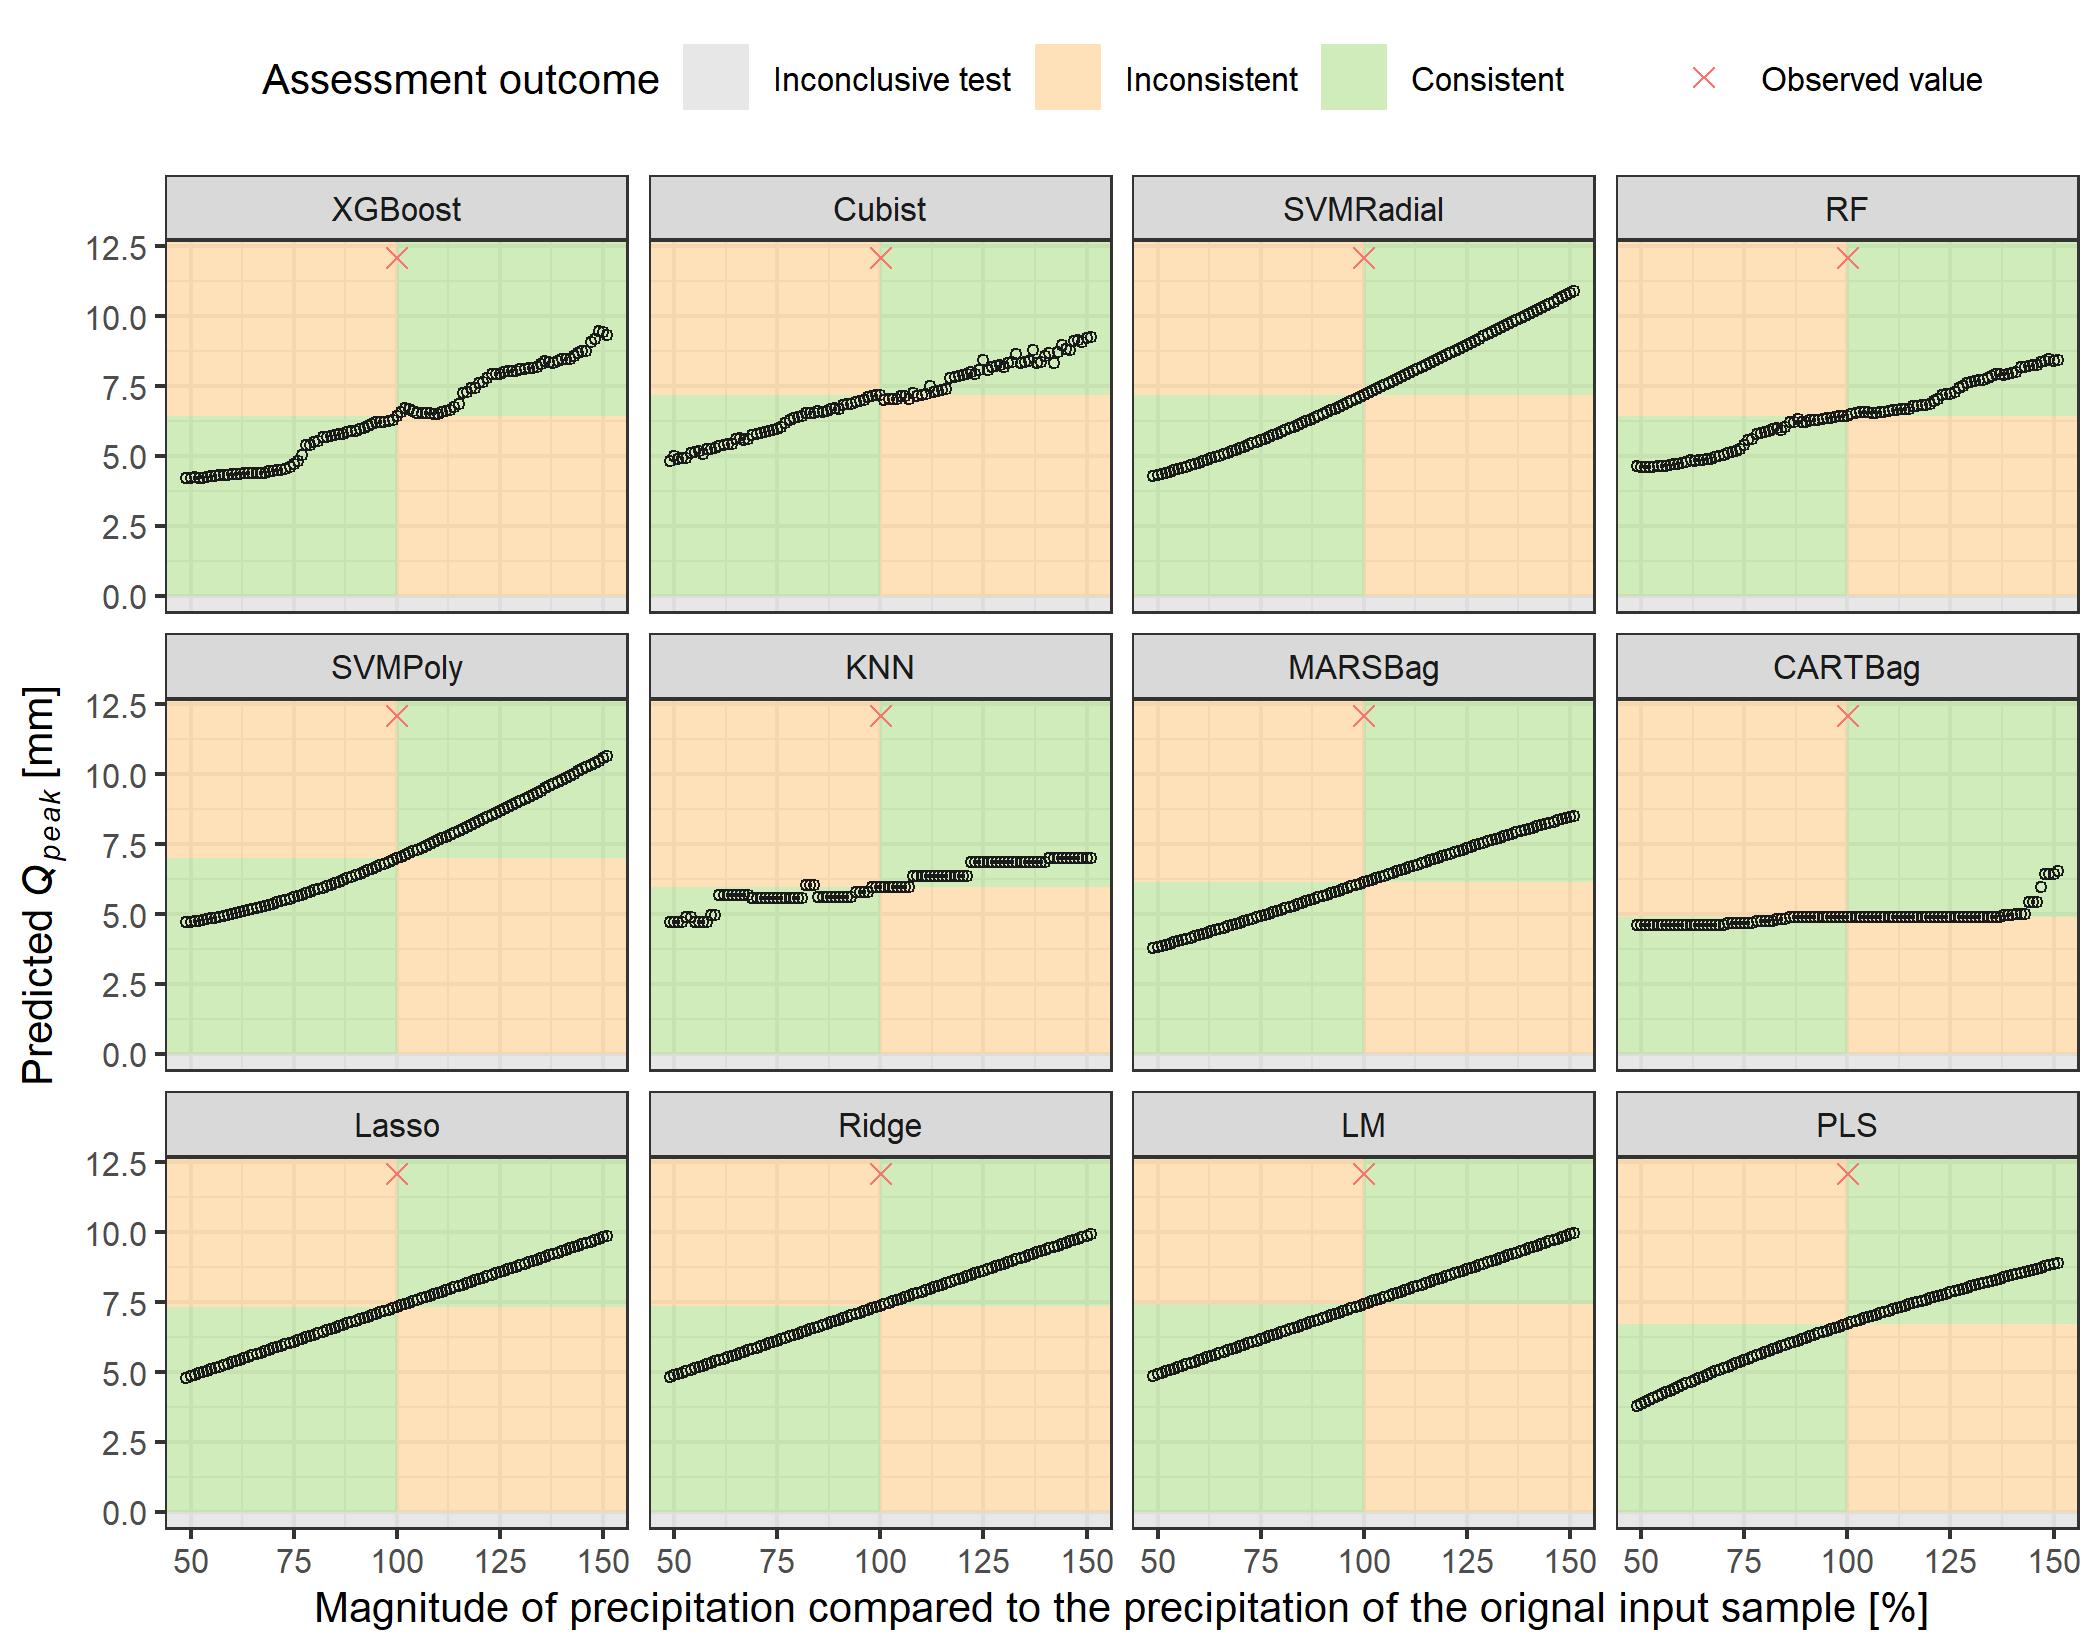 Assessment outcome Inconclusive test Inconsistent Consistent Observed value
XGBoost Cubist SVMRadial RF
12.5
10.0
7.5
5.0
2.5
0.0
SVMPoly KNN MARSBag CARTBag
12.5
10.0
7.5
5.0
2.5
0.0
Predicted Qpeak [mm]
Lasso Ridge LM PLS
12.5
10.0
7.5
5.0
2.5
0.0
50 75 100 125 150 50 75 100 125 150 50 75 100 125 150 50 75 100 125 150
Magnitude of precipitation compared to the precipitation of the orignal input sample [%]